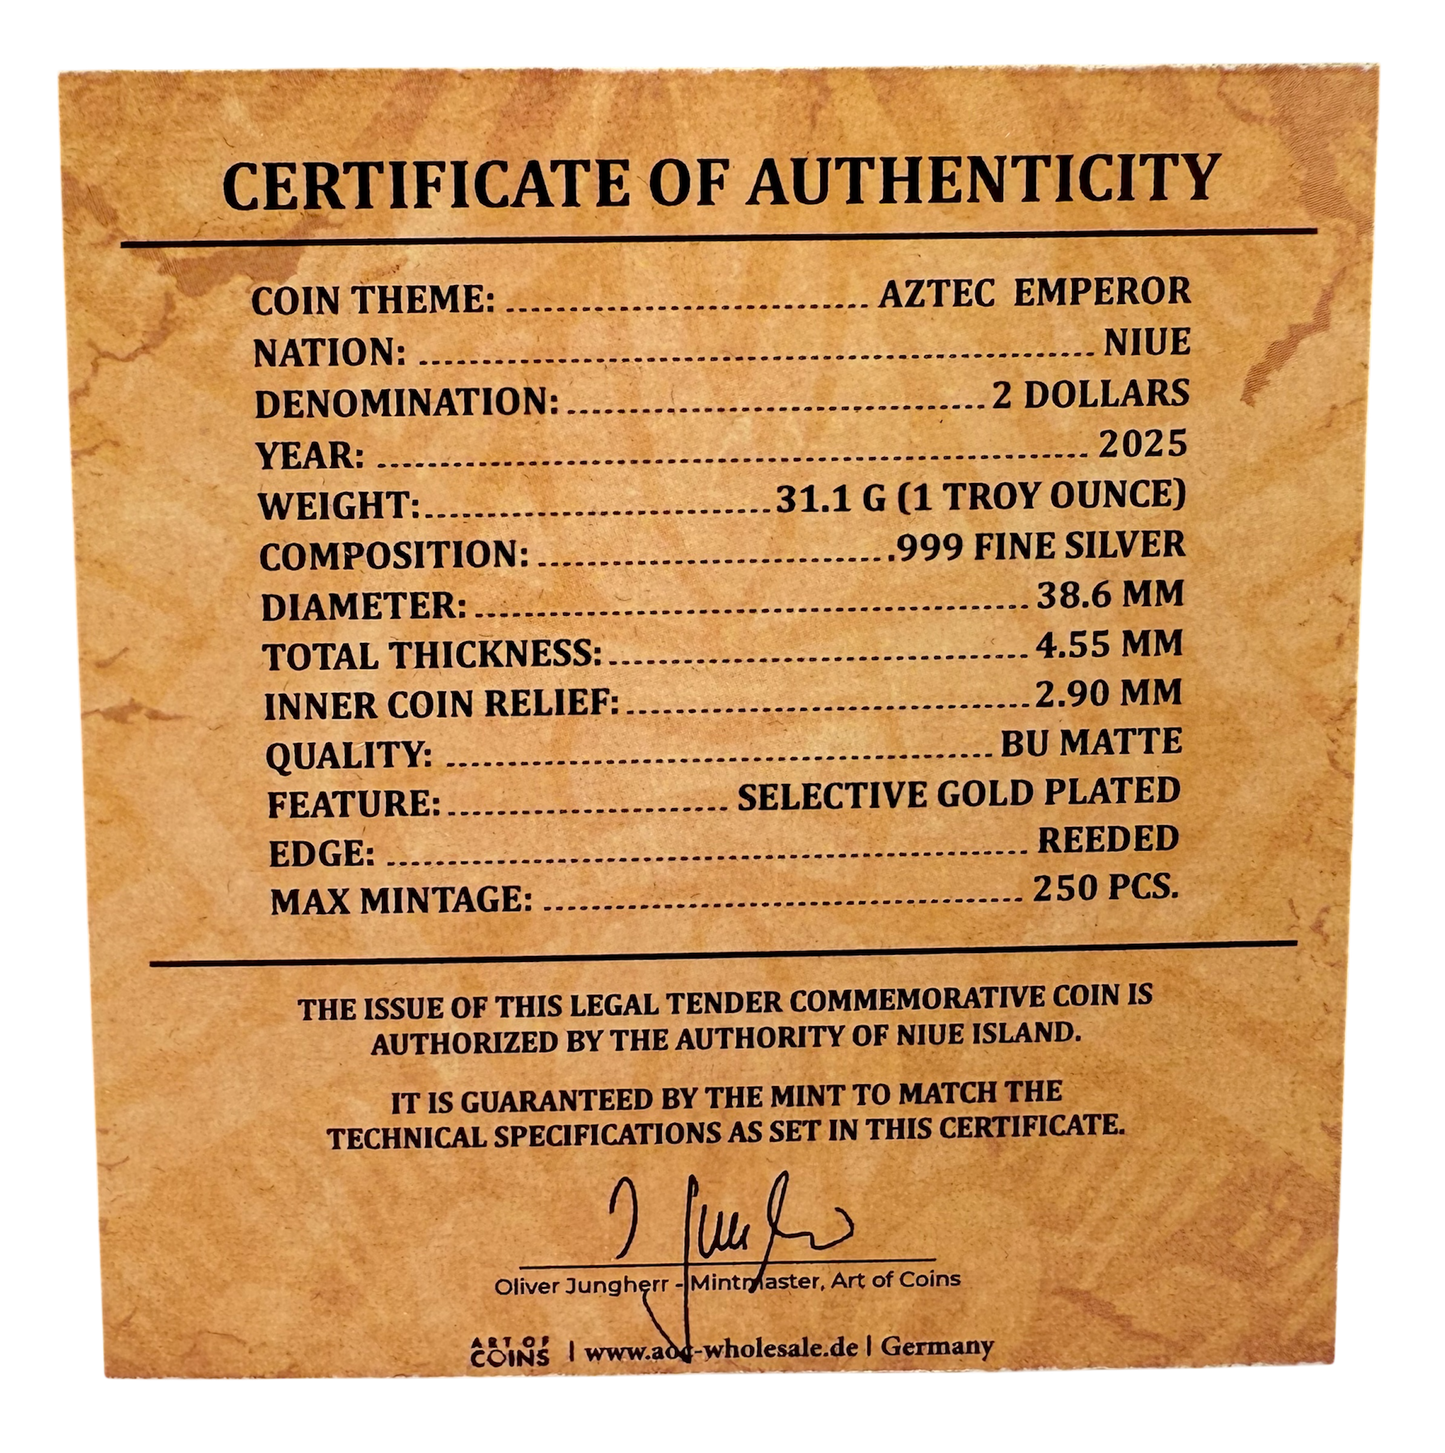 CERTIFICATE OF AUTHENTICITY
COIN THEME: .............................. AZTEC EMPEROR
NATION: ........................................................ NIUE
DENOMINATION: .................................. 2 DOLLARS
YEAR: .......................................................... 2025
WEIGHT: ............................ 31.1 G (1 TROY OUNCE)
COMPOSITION: ............................ .999 FINE SILVER
DIAMETER: ............................................. 38.6 MM
TOTAL THICKNESS: .................................. 4.55 MM
INNER COIN RELIEF: ................................. 2.90 MM
QUALITY: ............................................. BU MATTE
FEATURE: ....................... SELECTIVE GOLD PLATED
EDGE: .................................................... REEDED
MAX MINTAGE: ....................................... 250 PCS.
THE ISSUE OF THIS LEGAL TENDER COMMEMORATIVE COIN IS
AUTHORIZED BY THE AUTHORITY OF NIUE ISLAND.
IT IS GUARANTEED BY THE MINT TO MATCH THE
TECHNICAL SPECIFICATIONS AS SET IN THIS CERTIFICATE.
Oliver Jungherr - Mintmaster, Art of Coins
ART OF
COINS | www.aoc-wholesale.de | Germany